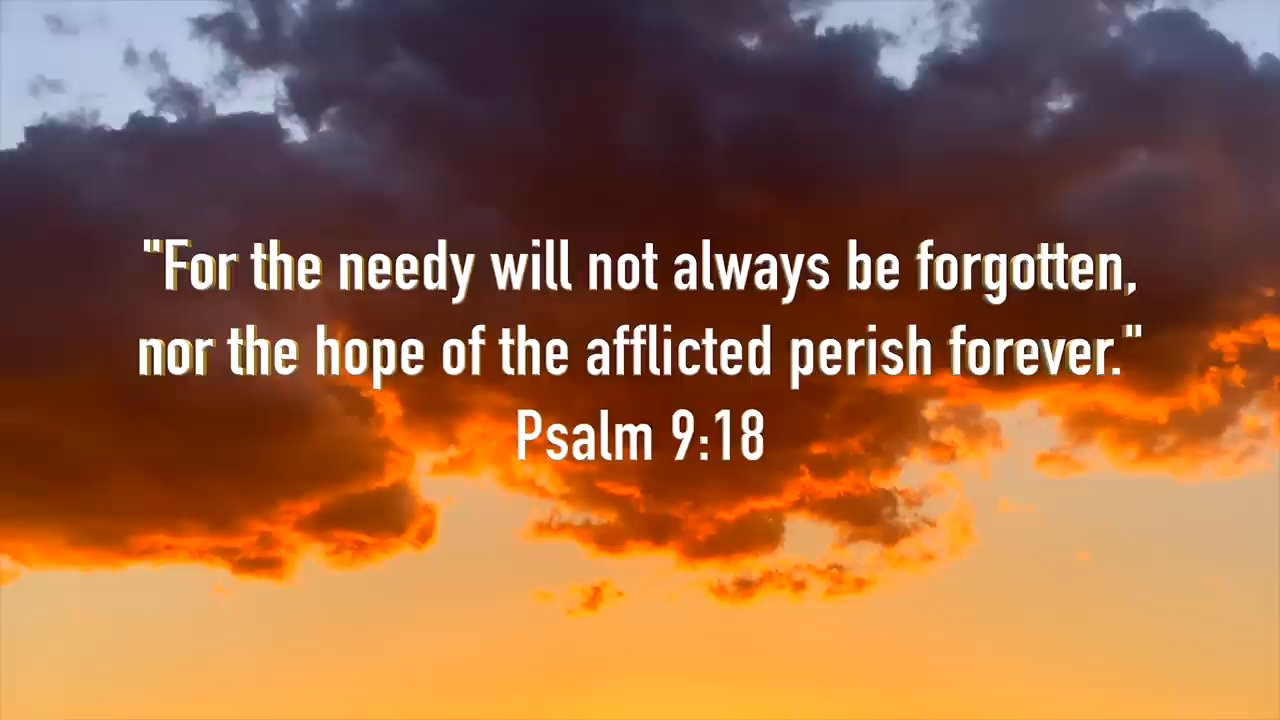 "For the needy will not always be forgotten,
nor the hope of the afflicted perish forever."
Psalm 9:18